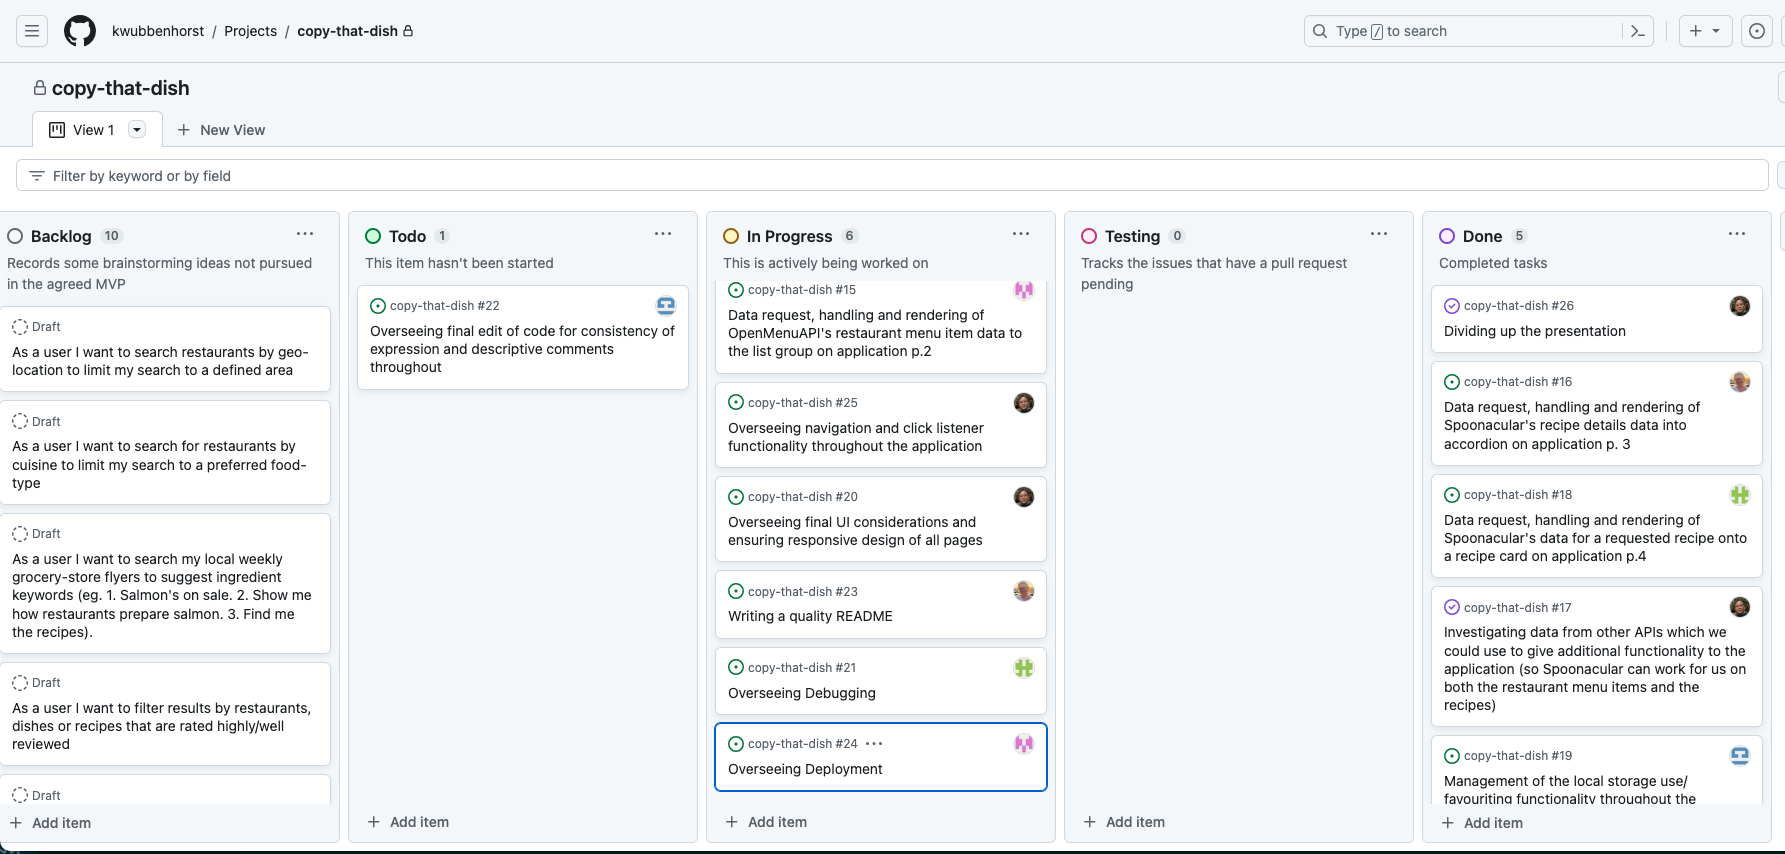 kwubbenhorst / Projects / copy-that-dish
Type / to search
copy-that-dish
View 1
New View
Filter by keyword or by field
Backlog 10
Records some brainstorming ideas not pursued
in the agreed MVP
Draft
As a user I want to search restaurants by geo-
location to limit my search to a defined area
Draft
As a user I want to search for restaurants by
cuisine to limit my search to a preferred food-
type
Draft
As a user I want to search my local weekly
grocery-store flyers to suggest ingredient
keywords (eg. 1. Salmon's on sale. 2. Show me
how restaurants prepare salmon. 3. Find me
the recipes).
Draft
As a user I want to filter results by restaurants,
dishes or recipes that are rated highly/well
reviewed
Draft
Add item
Todo 1
This item hasn't been started
copy-that-dish #22
Overseeing final edit of code for consistency of
expression and descriptive comments
throughout
Add item
In Progress 6
This is actively being worked on
copy-that-dish #15
Data request, handling and rendering of
OpenMenuAPI's restaurant menu item data to
the list group on application p.2
copy-that-dish #25
Overseeing navigation and click listener
functionality throughout the application
copy-that-dish #20
Overseeing final UI considerations and
ensuring responsive design of all pages
copy-that-dish #23
Writing a quality README
copy-that-dish #21
Overseeing Debugging
copy-that-dish #24
Overseeing Deployment
Add item
Testing 0
Tracks the issues that have a pull request
pending
Add item
Done 5
Completed tasks
copy-that-dish #26
Dividing up the presentation
copy-that-dish #16
Data request, handling and rendering of
Spoonacular's recipe details data into
accordion on application p. 3
copy-that-dish #18
Data request, handling and rendering of
Spoonacular's data for a requested recipe onto
a recipe card on application p.4
copy-that-dish #17
Investigating data from other APIs which we
could use to give additional functionality to the
application (so Spoonacular can work for us on
both the restaurant menu items and the
recipes)
copy-that-dish #19
Management of the local storage use/
favouriting functionality throughout the
Add item